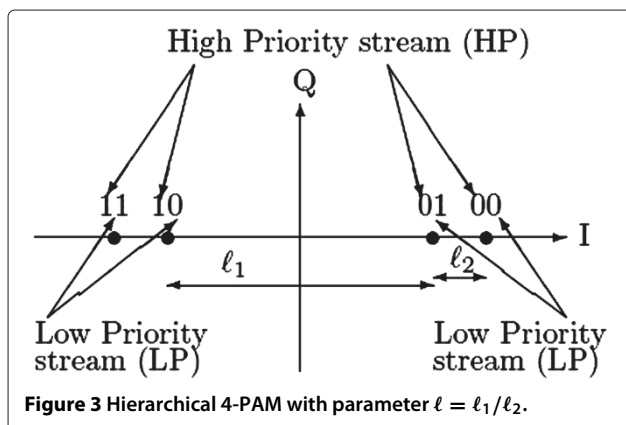 High Priority stream (HP)
Q
11 10 01 00
I
ℓ1 ℓ2
Low Priority
stream (LP)
Low Priority
stream (LP)
Figure 3 Hierarchical 4-PAM with parameter ℓ = ℓ1/ℓ2.